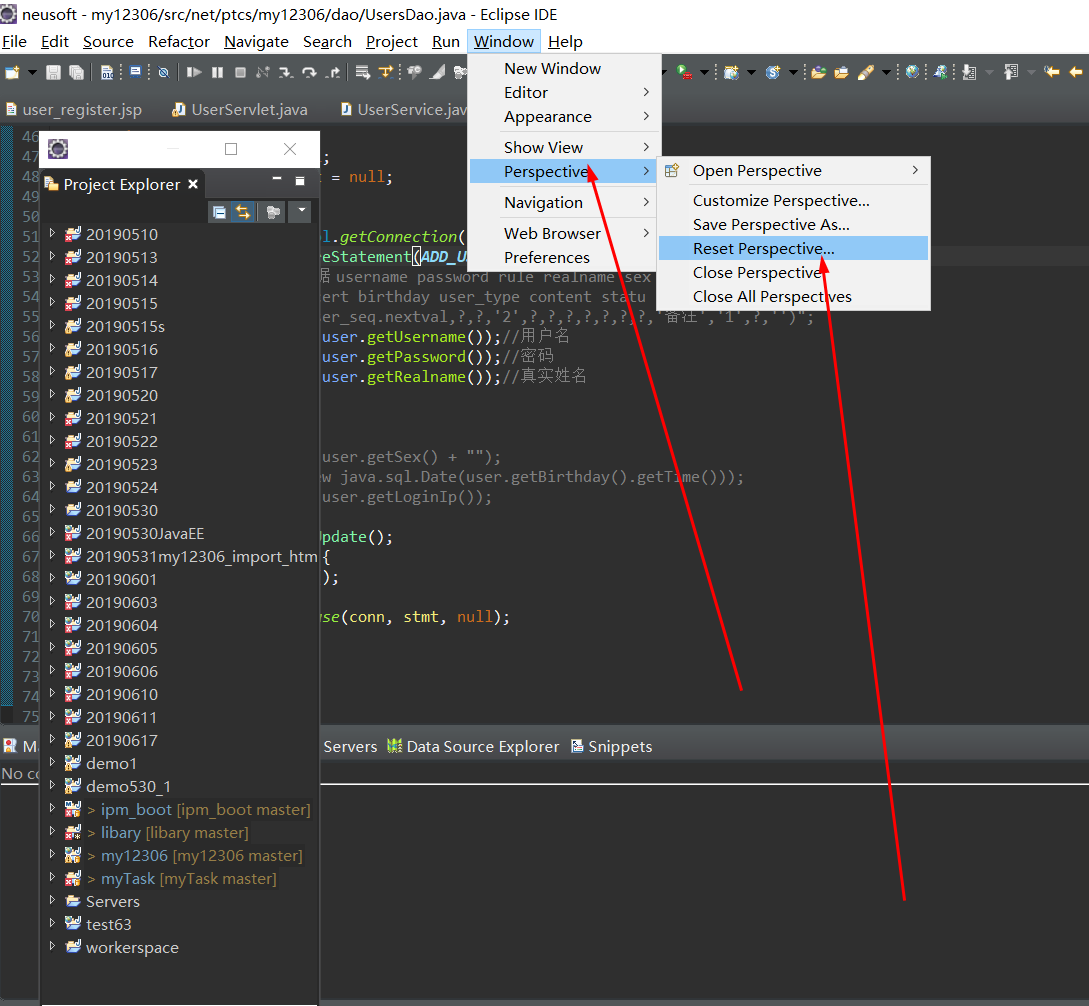 neusoft - my12306/src/net/ptcs/my12306/dao/UsersDao.java - Eclipse IDE
File Edit Source Refactor Navigate Search Project Run Window Help
New Window
Editor
Appearance
Show View
Perspective
Navigation
Web Browser
Preferences
Open Perspective
Customize Perspective...
Save Perspective As...
Reset Perspective...
Close Perspective
Close All Perspectives
user_register.jsp UserServlet.java UserService.jav
Project Explorer
20190510
20190513
20190514
20190515
20190515s
20190516
20190517
20190520
20190521
20190522
20190523
20190524
20190530
20190530JavaEE
20190531my12306_import_htm
20190601
20190603
20190604
20190605
20190606
20190610
20190611
20190617
demo1
demo530_1
> ipm_boot [ipm_boot master]
> libary [libary master]
> my12306 [my12306 master]
> myTask [myTask master]
Servers
test63
workerspace
46
47 ;
48 = null;
49
50
51 l.getConnection(
52 eStatement(ADD_U
53 据 username password rule realname sex
54 ert birthday user_type content statu
55 er_seq.nextval,?,?,'2',?,?,?,?,?,?,?,'备注','1',?,'')";
56 user.getUsername());//用户名
57 user.getPassword());//密码
58 user.getRealname());//真实姓名
59
60
61
62 user.getSex() + "");
63 w java.sql.Date(user.getBirthday().getTime()));
64 user.getLoginIp());
65
66 pdate();
67 {
68 );
69
70 se(conn, stmt, null);
71
72
73
74
75
Ma Servers Data Source Explorer Snippets
No co